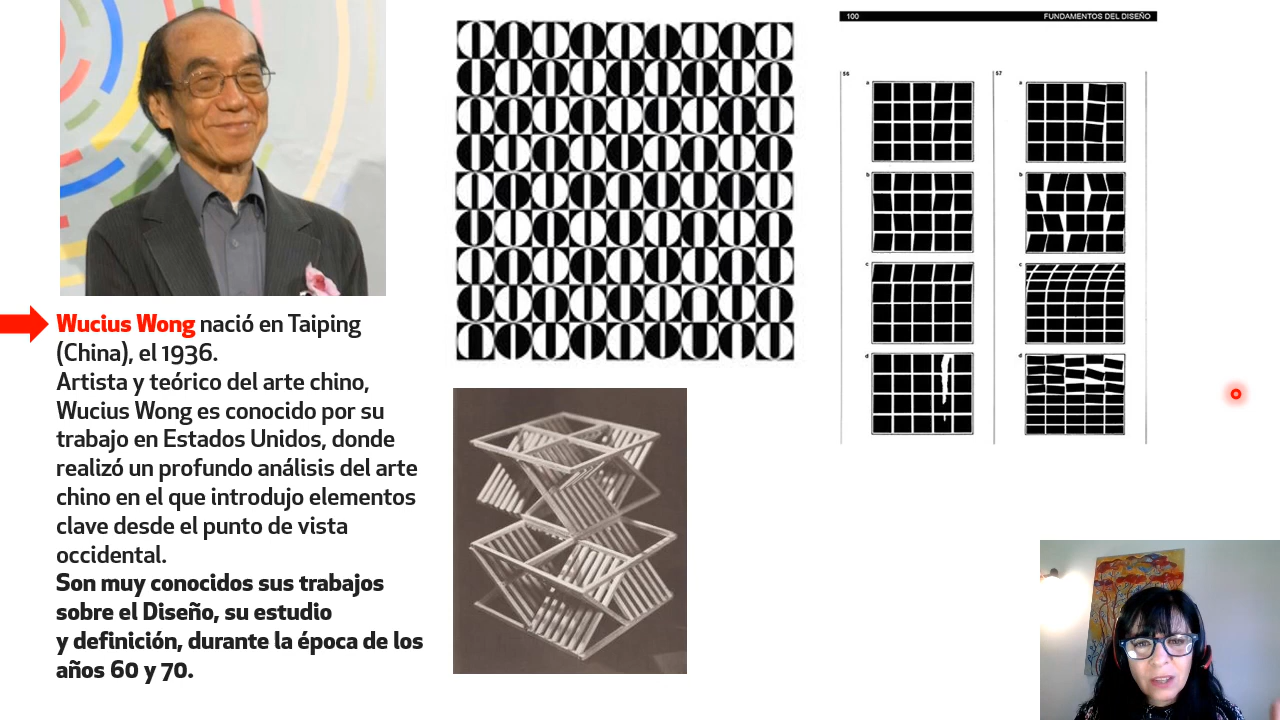 Wucius Wong nació en Taiping
(China), el 1936.
Artista y teórico del arte chino,
Wucius Wong es conocido por su
trabajo en Estados Unidos, donde
realizó un profundo análisis del arte
chino en el que introdujo elementos
clave desde el punto de vista
occidental.
Son muy conocidos sus trabajos
sobre el Diseño, su estudio
y definición, durante la época de los
años 60 y 70.
100 FUNDAMENTOS DEL DISEÑO
56
a
b
c
d
57
a
b
c
d